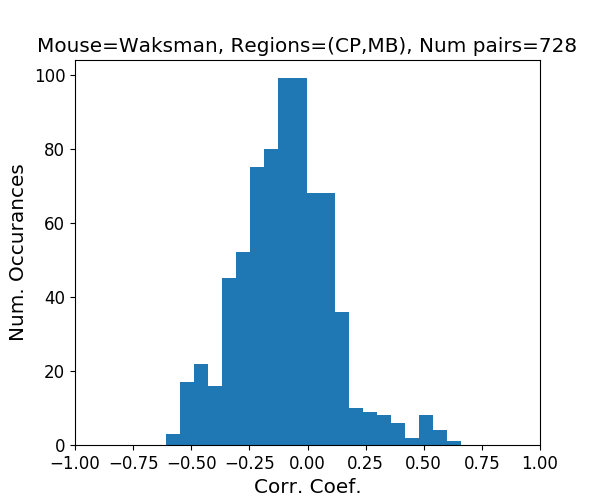 Mouse=Waksman, Regions=(CP,MB), Num pairs=728
100
80
60
40
20
0
Num. Occurances
−1.00 −0.75 −0.50 −0.25 0.00 0.25 0.50 0.75 1.00
Corr. Coef.